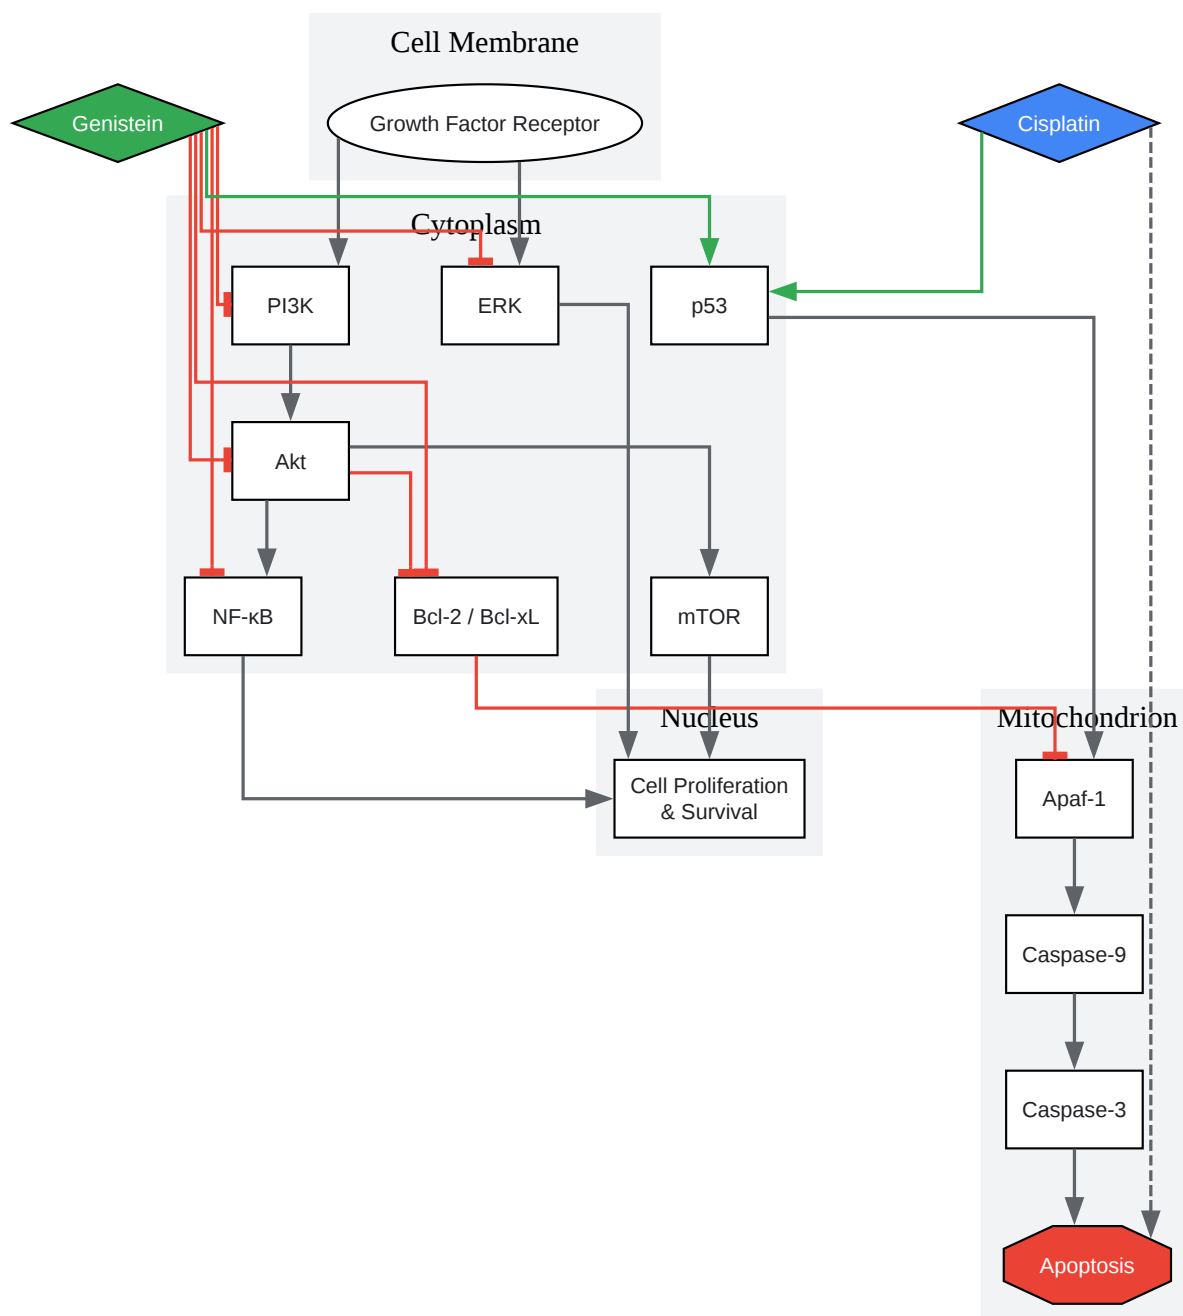 Cell Membrane
Genistein
Growth Factor Receptor
Cisplatin
Cytoplasm
PI3K
ERK
p53
Akt
NF-κB
Bcl-2 / Bcl-xL
mTOR
Nucleus
Mitochondrion
Cell Proliferation
& Survival
Apaf-1
Caspase-9
Caspase-3
Apoptosis